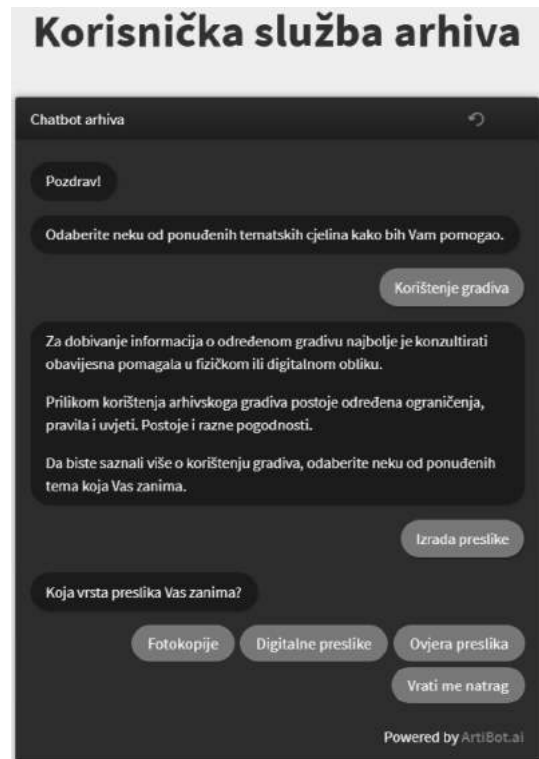 Korisnička služba arhiva
Chatbot arhiva
Pozdrav!
Odaberite neku od ponuđenih tematskih cjelina kako bih Vam pomogao.
Korištenje gradiva
Za dobivanje informacija o određenom gradivu najbolje je konzultirati
obavijesna pomagala u fizičkom ili digitalnom obliku.
Prilikom korištenja arhivskoga gradiva postoje određena ograničenja,
pravila i uvjeti. Postoje i razne pogodnosti.
Da biste saznali više o korištenju gradiva, odaberite neku od ponuđenih
tema koja Vas zanima.
Izrada preslike
Koja vrsta preslika Vas zanima?
Fotokopije Digitalne preslike Ovjera preslika
Vrati me natrag
Powered by ArtiBot.ai